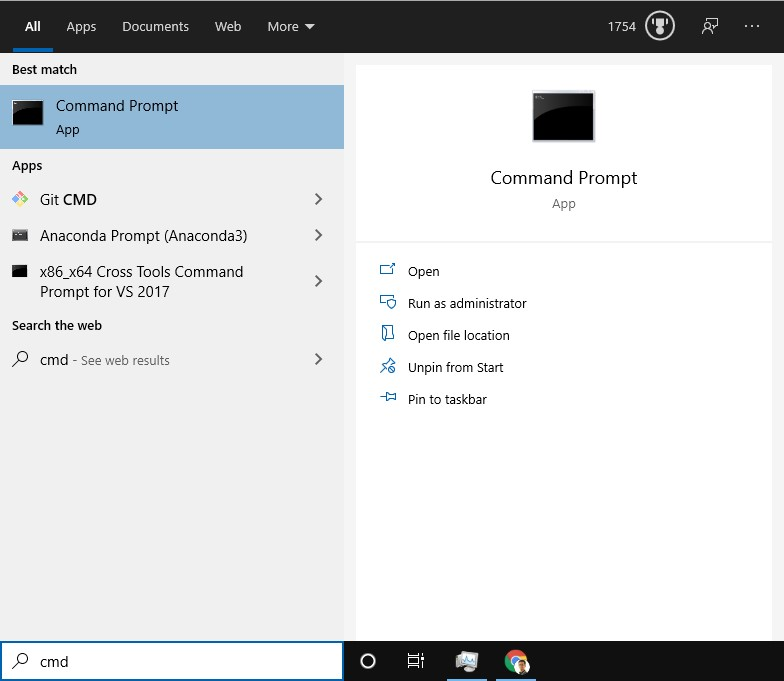 All Apps Documents Web More 1754 ...
Best match
Command Prompt
App
Apps
Git CMD
Anaconda Prompt (Anaconda3)
x86_x64 Cross Tools Command
Prompt for VS 2017
Search the web
cmd - See web results
Command Prompt
App
Open
Run as administrator
Open file location
Unpin from Start
Pin to taskbar
cmd